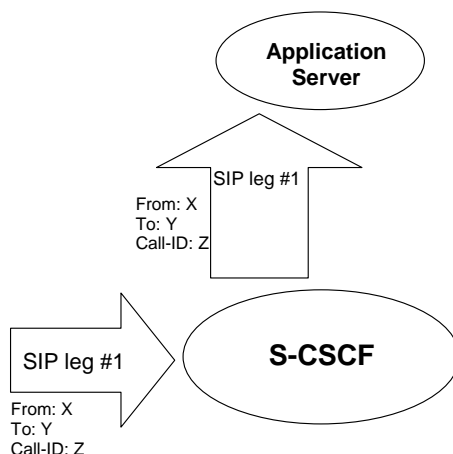 Application
Server
SIP leg #1
From: X
To: Y
Call-ID: Z
S-CSCF
SIP leg #1
From: X
To: Y
Call-ID: Z